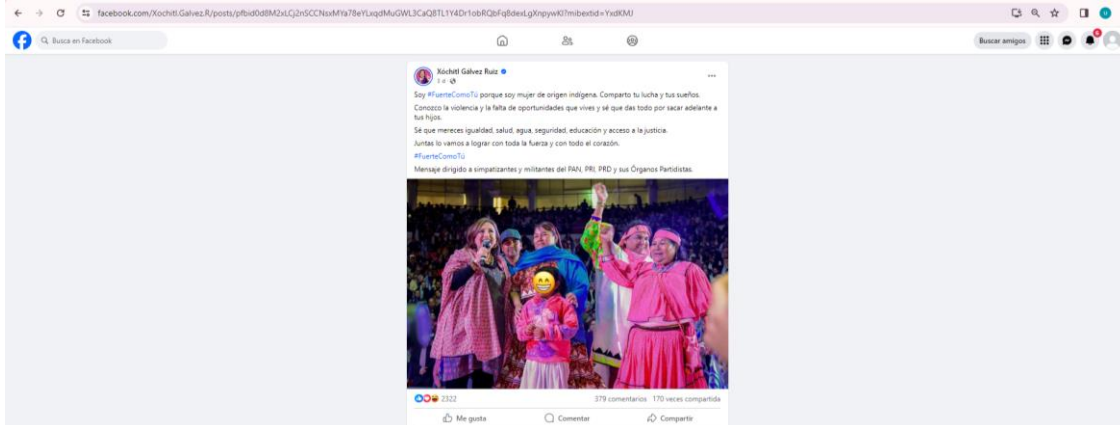 facebook.com/Xochitl.Galvez.R/posts/pfbid0d8M2xLCj2nSCCNsxMYa78eYLxqdMuGWL3CaQ8TL1Y4Dr1obRQbFq8dexLgXnpywKl?mibextid=YxdKMJ
Busca en Facebook
Buscar amigos
Xóchitl Gálvez Ruiz
Soy #FuerteComoTú porque soy mujer de origen indígena. Comparto tu lucha y tus sueños.
Conozco la violencia y la falta de oportunidades que vives y sé que das todo por sacar adelante a
tus hijos.
Sé que mereces igualdad, salud, agua, seguridad, educación y acceso a la justicia.
Juntas lo vamos a lograr con toda la fuerza y con todo el corazón.
#FuerteComoTú
Mensaje dirigido a simpatizantes y militantes del PAN, PRI, PRD y sus Órganos Partidistas.
2322
379 comentarios 170 veces compartida
Me gusta
Comentar
Compartir